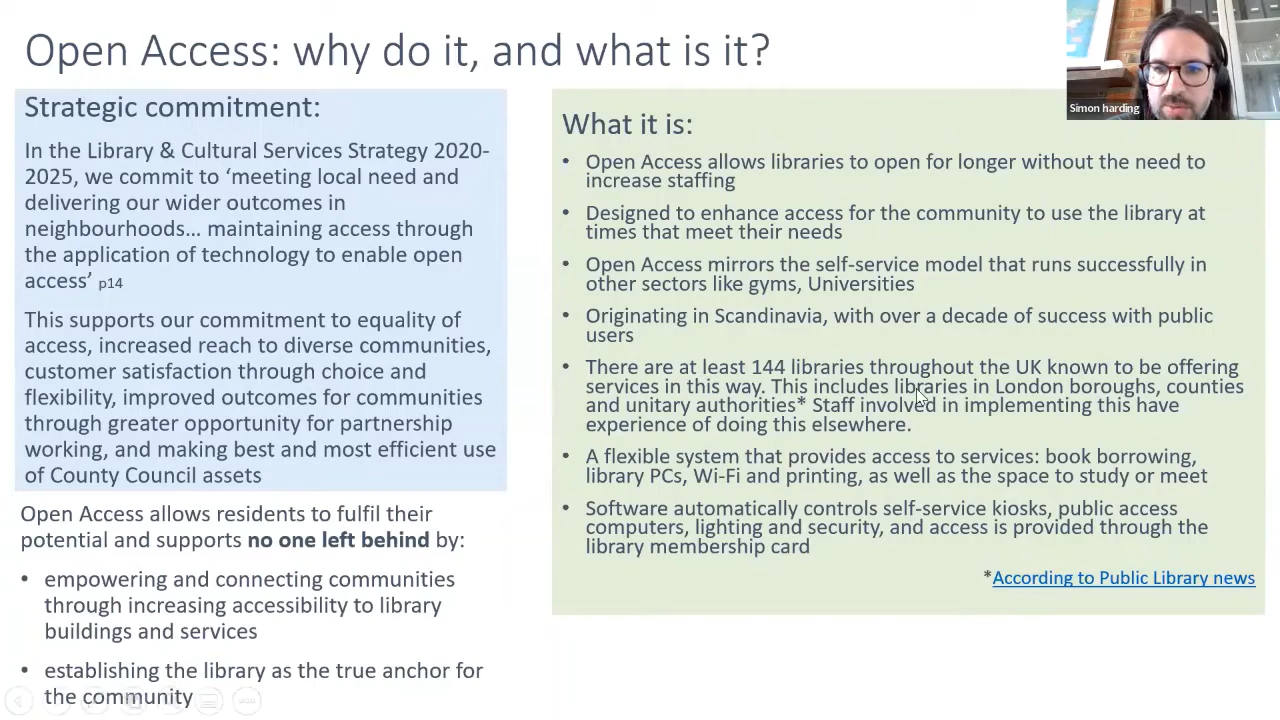 Open Access: why do it, and what is it?
Simon harding
Strategic commitment:
In the Library & Cultural Services Strategy 2020-
2025, we commit to ‘meeting local need and
delivering our wider outcomes in
neighbourhoods… maintaining access through
the application of technology to enable open
access’ p14
This supports our commitment to equality of
access, increased reach to diverse communities,
customer satisfaction through choice and
flexibility, improved outcomes for communities
through greater opportunity for partnership
working, and making best and most efficient use
of County Council assets
Open Access allows residents to fulfil their
potential and supports no one left behind by:
• empowering and connecting communities
through increasing accessibility to library
buildings and services
• establishing the library as the true anchor for
the community
What it is:
• Open Access allows libraries to open for longer without the need to
increase staffing
• Designed to enhance access for the community to use the library at
times that meet their needs
• Open Access mirrors the self-service model that runs successfully in
other sectors like gyms, Universities
• Originating in Scandinavia, with over a decade of success with public
users
• There are at least 144 libraries throughout the UK known to be offering
services in this way. This includes libraries in London boroughs, counties
and unitary authorities* Staff involved in implementing this have
experience of doing this elsewhere.
• A flexible system that provides access to services: book borrowing,
library PCs, Wi-Fi and printing, as well as the space to study or meet
• Software automatically controls self-service kiosks, public access
computers, lighting and security, and access is provided through the
library membership card
*According to Public Library news